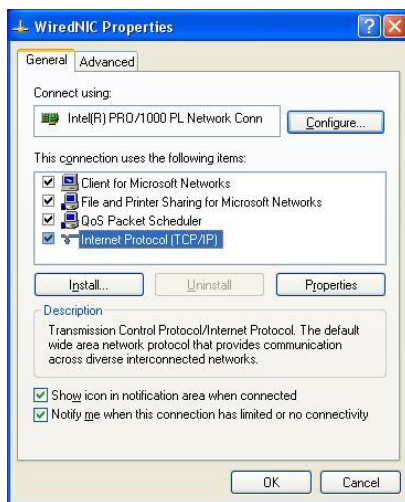 WiredNIC Properties
General Advanced
Connect using:
Intel(R) PRO/1000 PL Network Conn Configure...
This connection uses the following items:
Client for Microsoft Networks
File and Printer Sharing for Microsoft Networks
QoS Packet Scheduler
Internet Protocol (TCP/IP)
Install... Uninstall Properties
Description
Transmission Control Protocol/Internet Protocol. The default
wide area network protocol that provides communication
across diverse interconnected networks.
Show icon in notification area when connected
Notify me when this connection has limited or no connectivity
OK Cancel